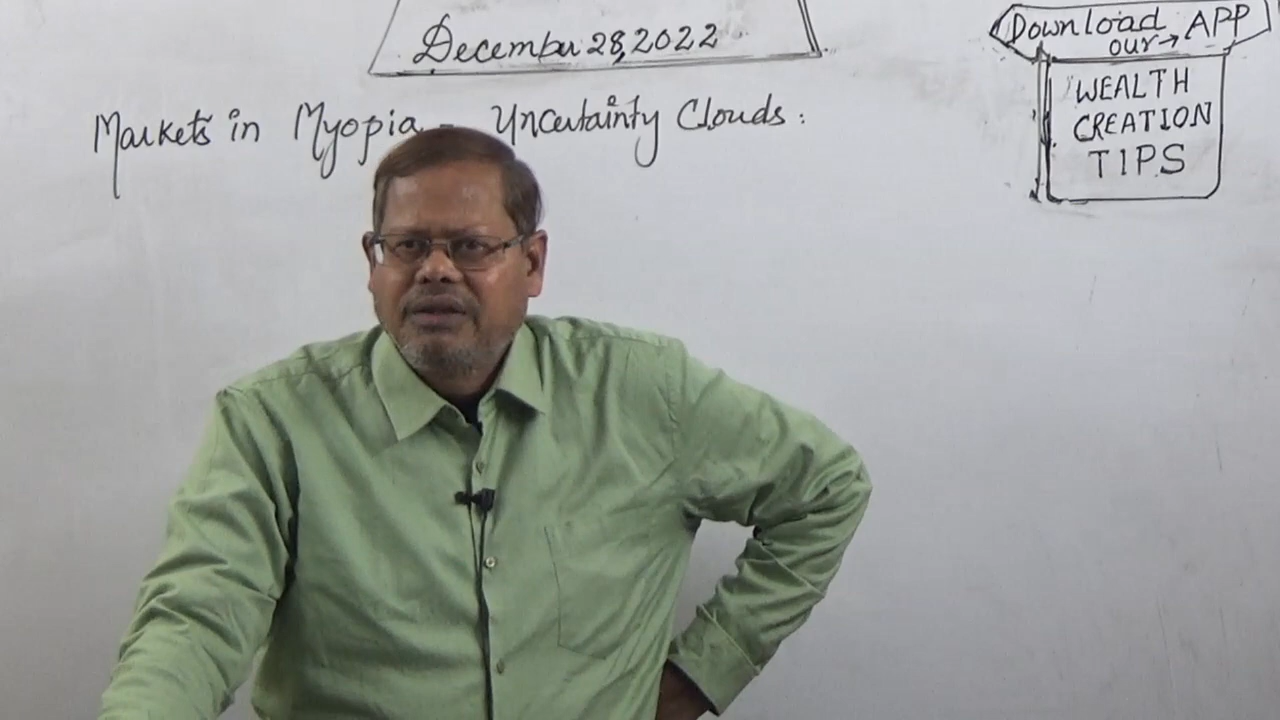 December 28, 2022
Markets in Myopia - Uncertainty Clouds:
Download
our → APP
WEALTH
CREATION
TIPS